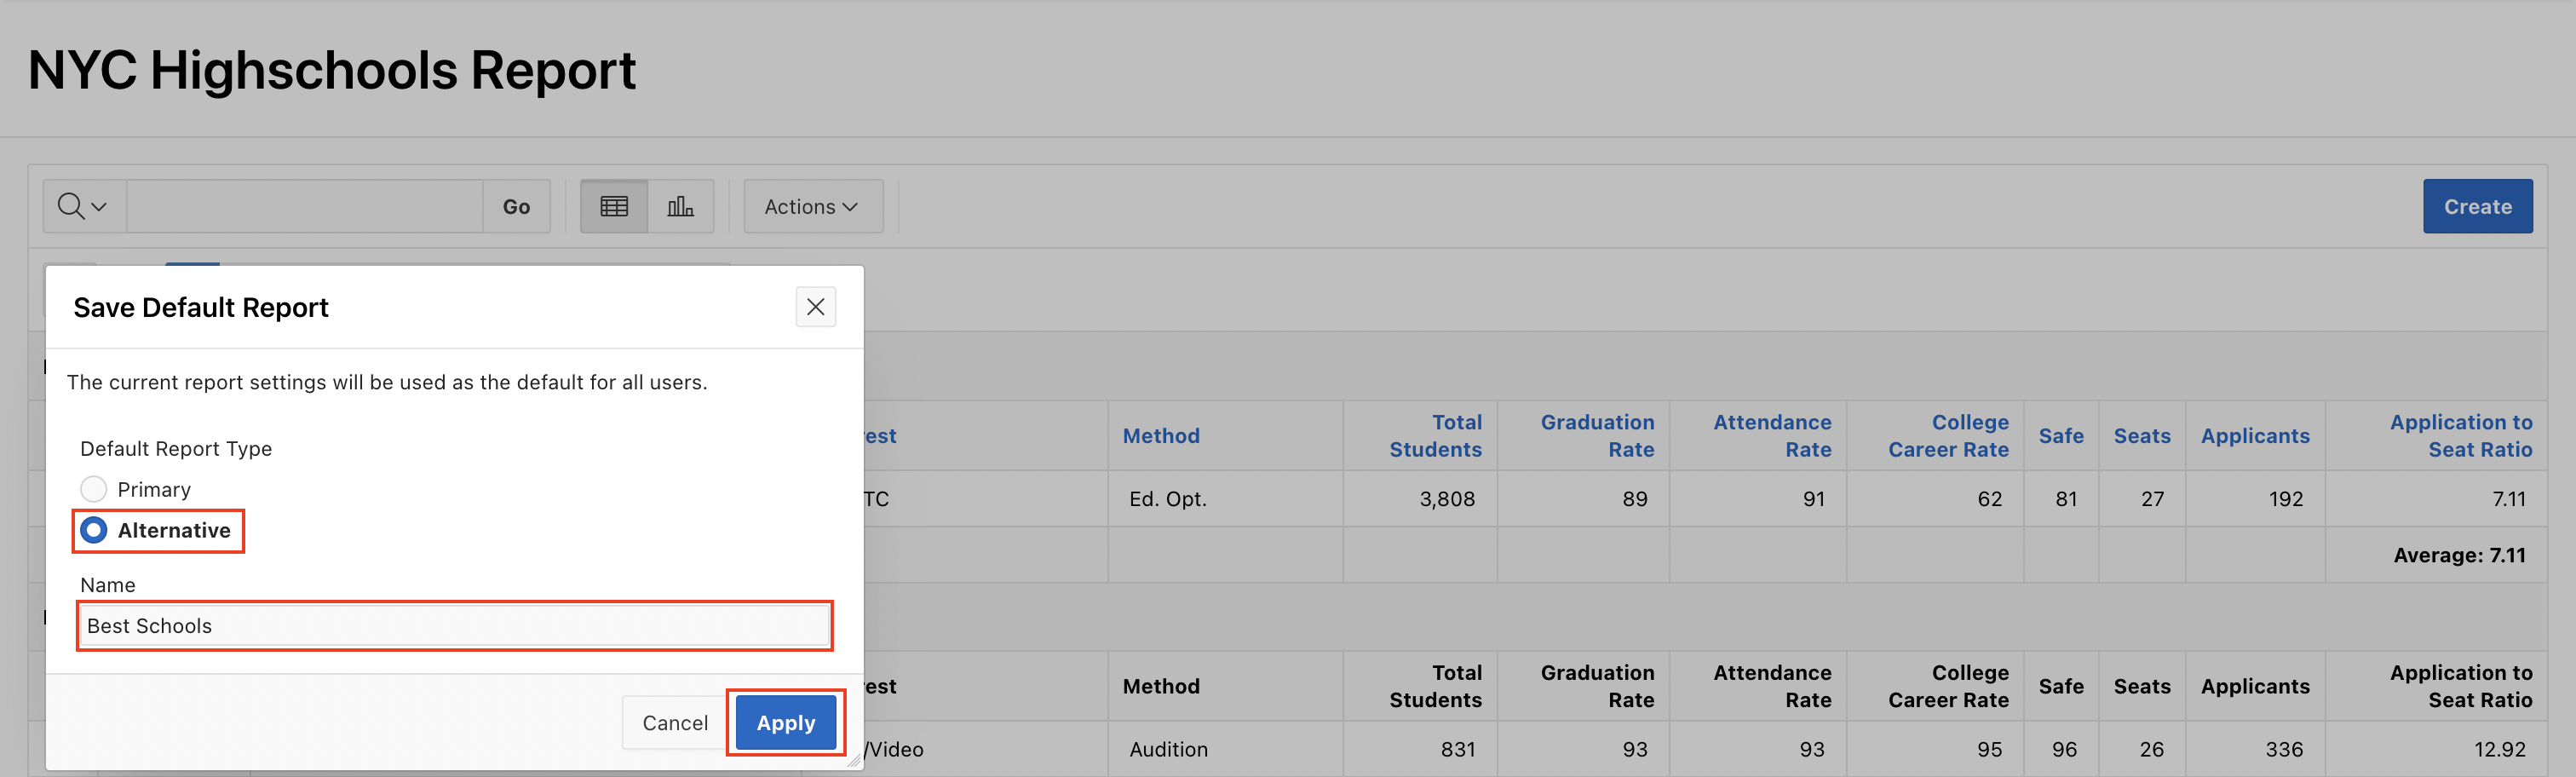 NYC Highschools Report
Go
Actions
Create
Save Default Report
The current report settings will be used as the default for all users.
Default Report Type
Primary
Alternative
Name
Best Schools
Cancel
Apply
rest Method Total Students Graduation Rate Attendance Rate College Career Rate Safe Seats Applicants Application to Seat Ratio
TC Ed. Opt. 3,808 89 91 62 81 27 192 7.11
Average: 7.11
rest Method Total Students Graduation Rate Attendance Rate College Career Rate Safe Seats Applicants Application to Seat Ratio
/Video Audition 831 93 93 95 96 26 336 12.92